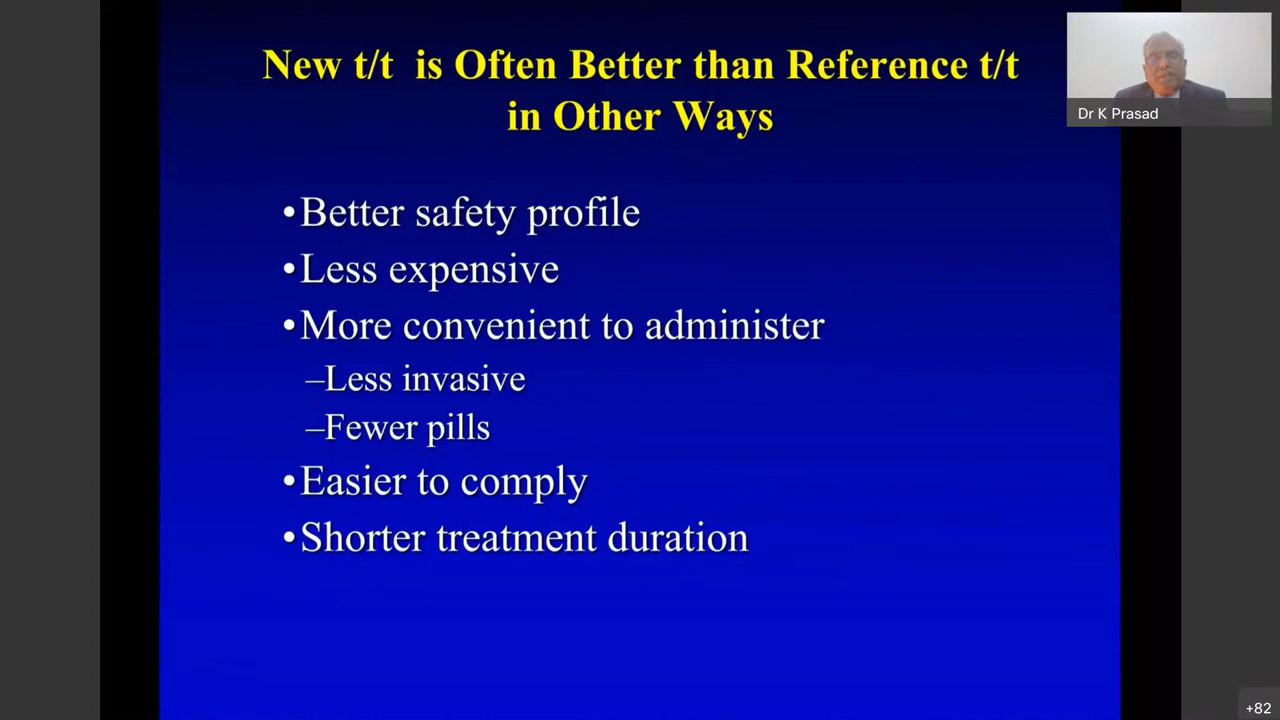 New t/t is Often Better than Reference t/t
in Other Ways
•Better safety profile
•Less expensive
•More convenient to administer
–Less invasive
–Fewer pills
•Easier to comply
•Shorter treatment duration
Dr K Prasad
+82